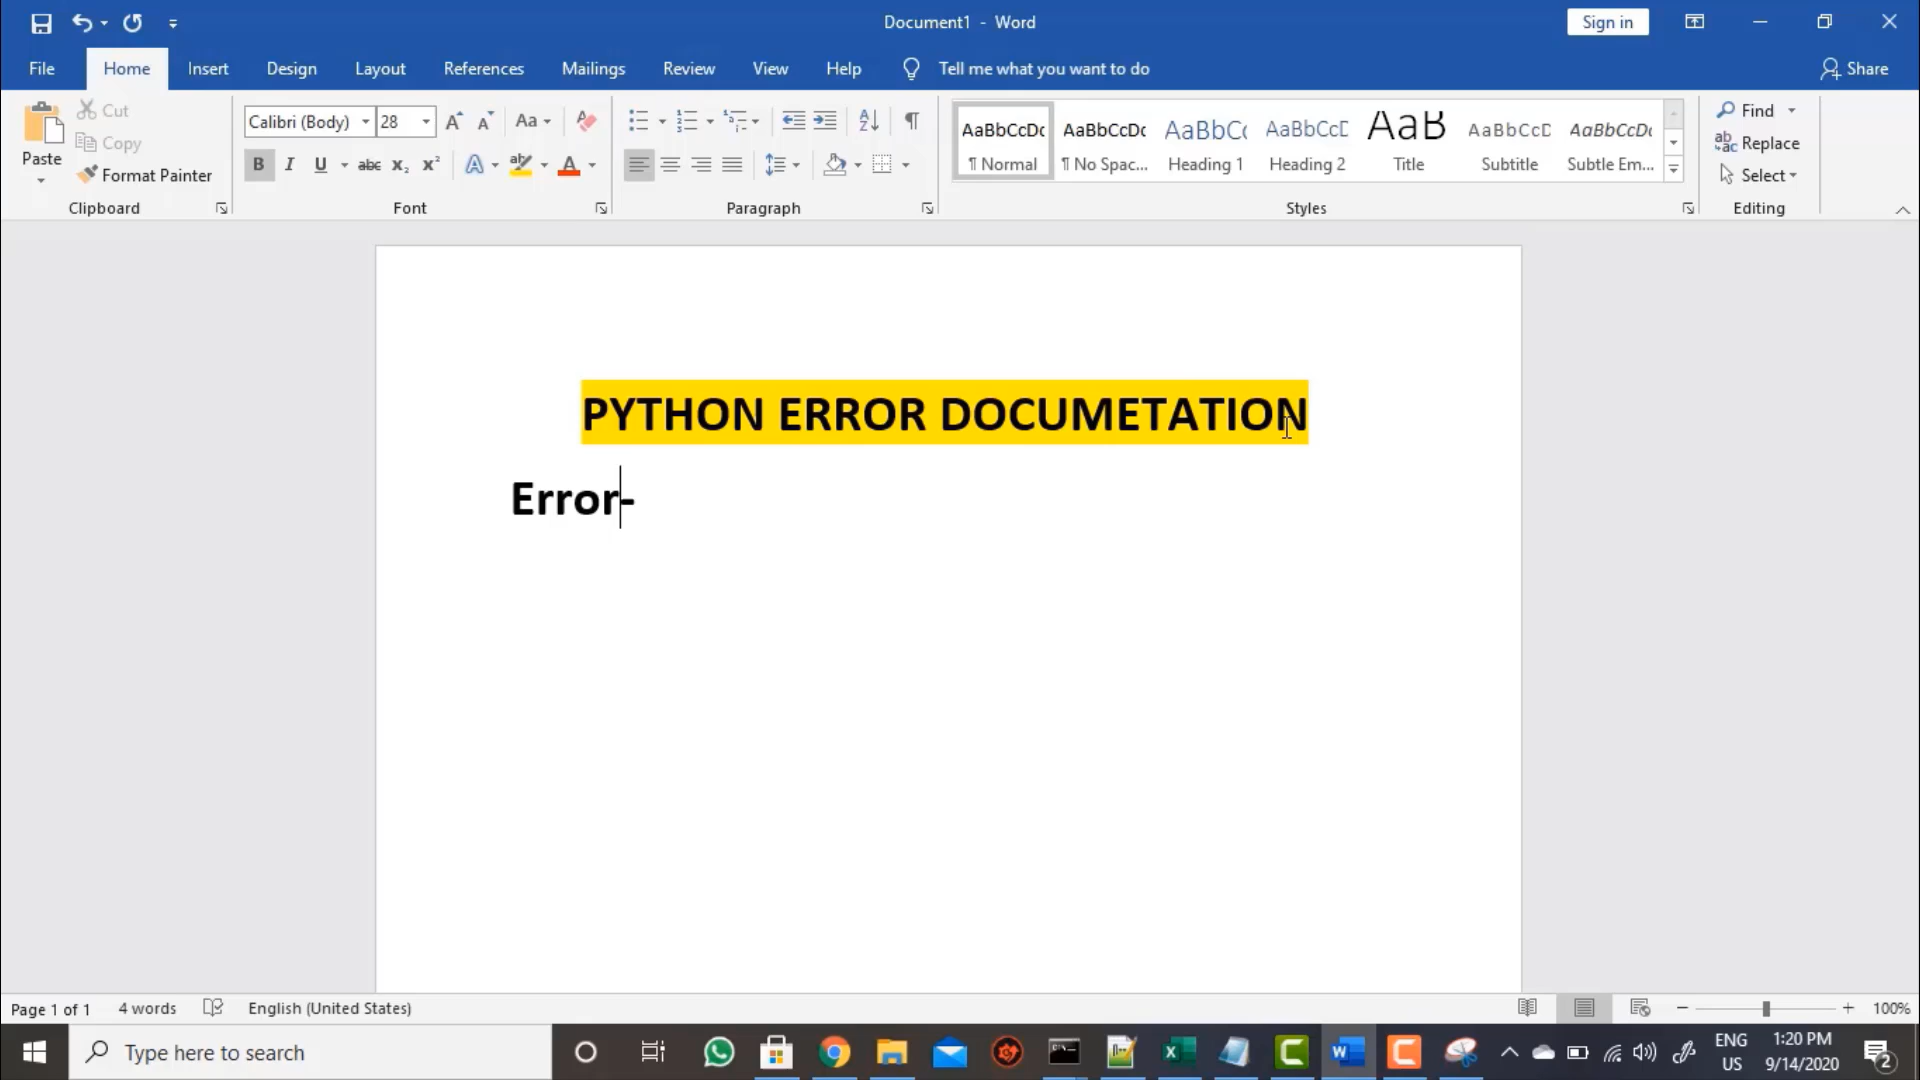 Document1 - Word
Sign in
File Home Insert Design Layout References Mailings Review View Help Tell me what you want to do Share
Paste
Cut
Copy
Format Painter
Clipboard
Calibri (Body) 28
Font
Paragraph
AaBbCcDc AaBbCcDc AaBbCc AaBbCcD AaB AaBbCcD AaBbCcDc
¶ Normal ¶ No Spac... Heading 1 Heading 2 Title Subtitle Subtle Em...
Styles
Find
Replace
Select
Editing
PYTHON ERROR DOCUMETATION
Error-
Page 1 of 1 4 words English (United States) 100%
Type here to search
ENG
US
1:20 PM
9/14/2020
2